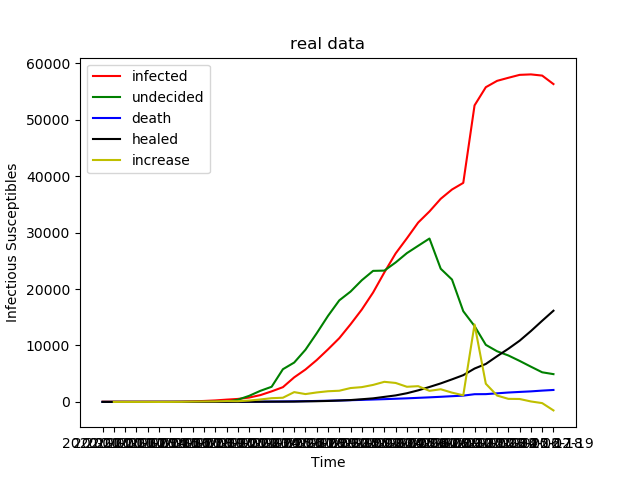 real data
infected
undecided
death
healed
increase
60000
50000
40000
30000
20000
10000
0
Infectious Susceptibles
Time